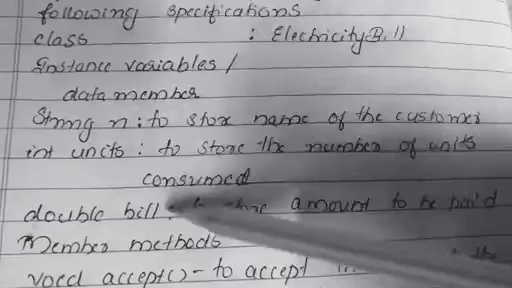 following specifications
class : ElectricityBill
Instance variables /
data member
String n : to store name of the customer
int units : to store the number of units
consumed
double bill : amount to be paid
Member methods
void accept() - to accept the